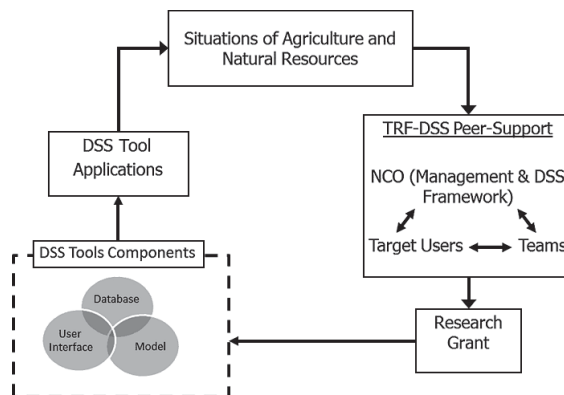 Situations of Agriculture and
Natural Resources
TRF-DSS Peer-Support
NCO (Management & DSS
Framework)
Target Users
Teams
DSS Tool
Applications
DSS Tools Components
Database
User
Interface
Model
Research
Grant